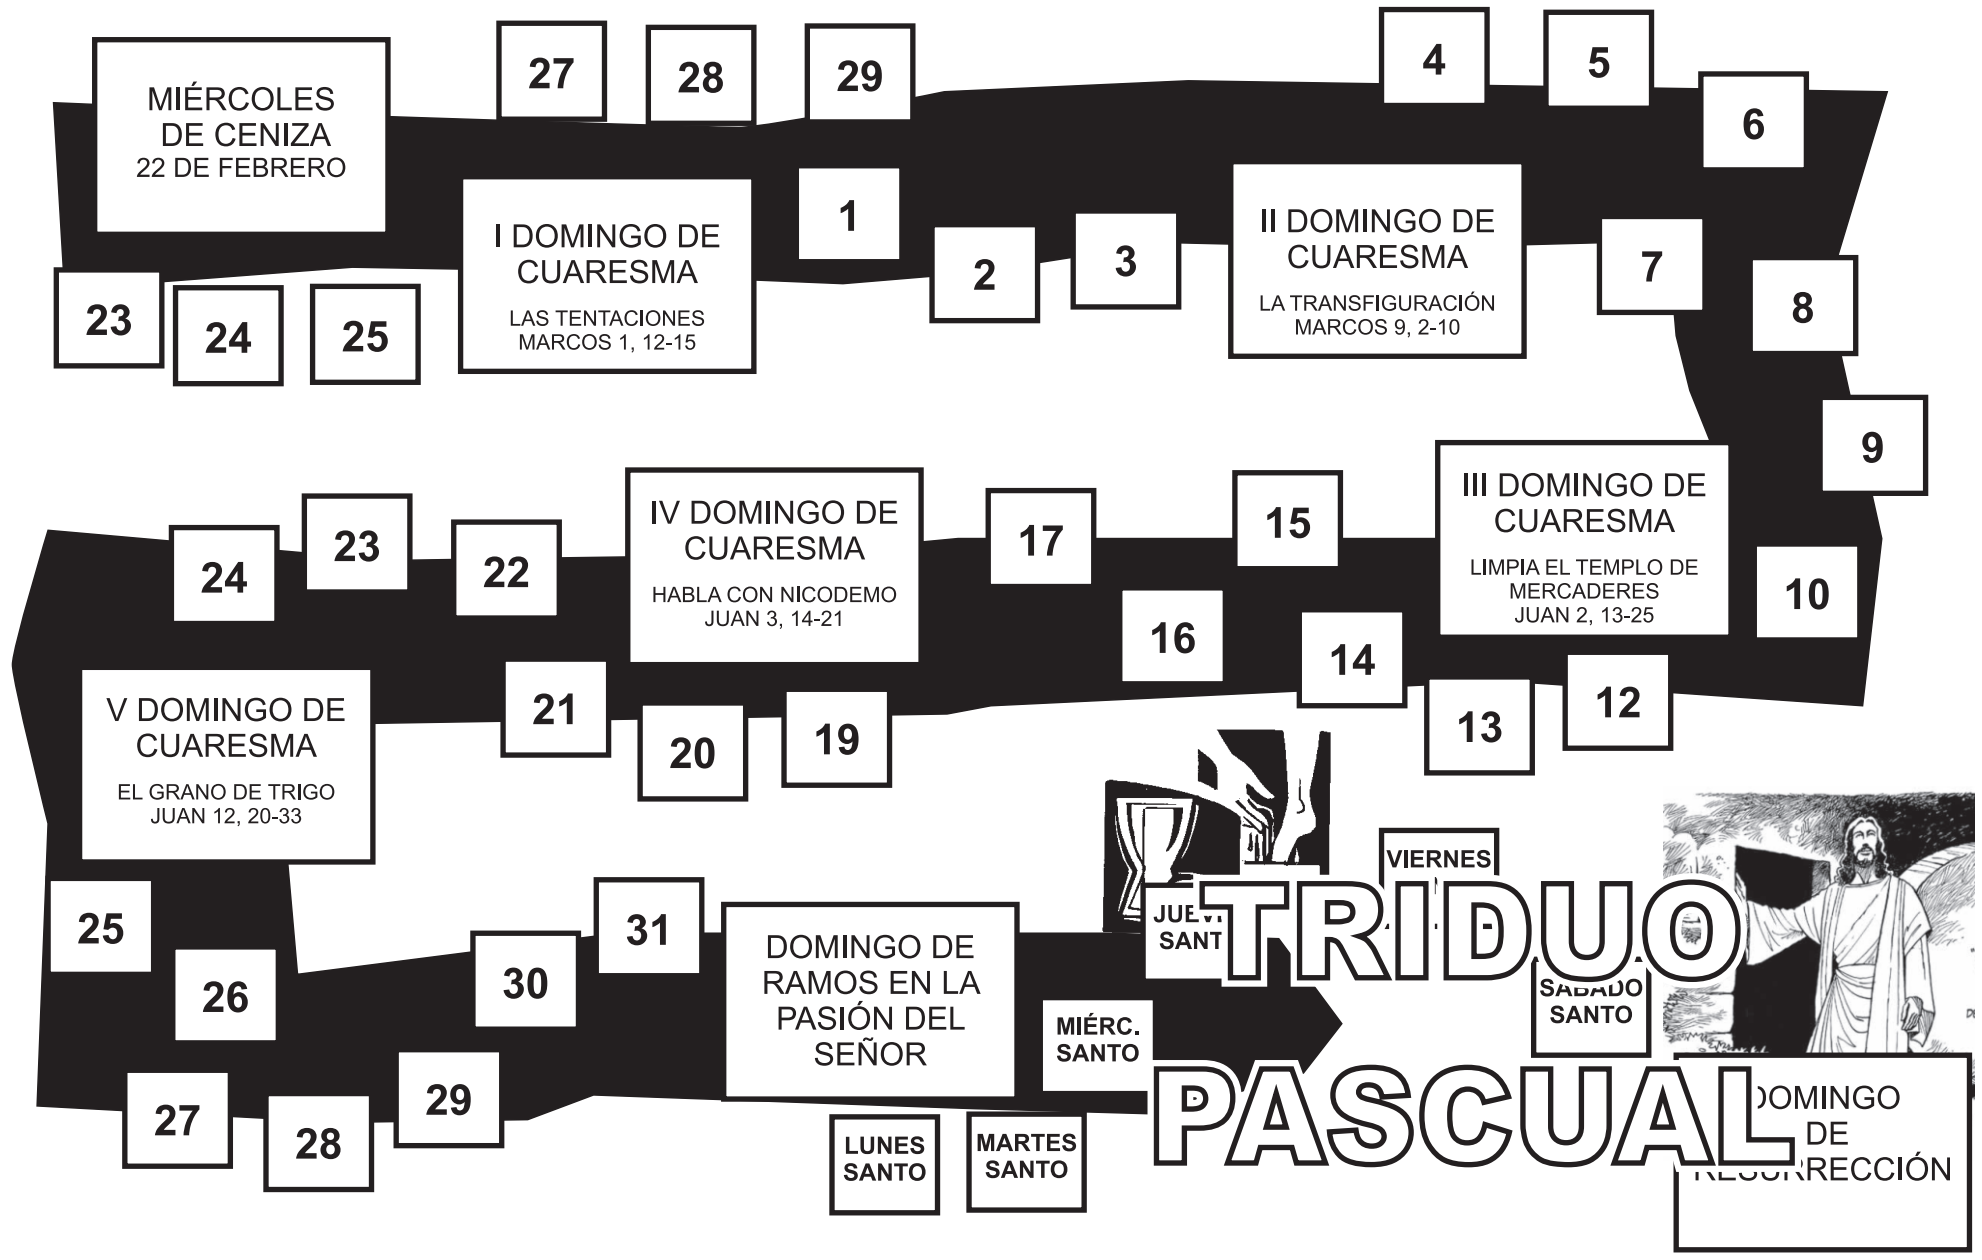 MIÉRCOLES
DE CENIZA
22 DE FEBRERO
23
24
25
I DOMINGO DE
CUARESMA
LAS TENTACIONES
MARCOS 1, 12-15
27
28
29
1
2
3
II DOMINGO DE
CUARESMA
LA TRANSFIGURACIÓN
MARCOS 9, 2-10
4
5
6
7
8
9
10
III DOMINGO DE
CUARESMA
LIMPIA EL TEMPLO DE
MERCADERES
JUAN 2, 13-25
12
13
14
15
16
17
IV DOMINGO DE
CUARESMA
HABLA CON NICODEMO
JUAN 3, 14-21
19
20
21
22
23
24
V DOMINGO DE
CUARESMA
EL GRANO DE TRIGO
JUAN 12, 20-33
25
26
27
28
29
30
31
DOMINGO DE
RAMOS EN LA
PASIÓN DEL
SEÑOR
LUNES
SANTO
MARTES
SANTO
MIÉRC.
SANTO
VIERNES
SÁBADO
SANTO
TRIDUO
PASCUAL
DOMINGO
DE
RESURRECCIÓN